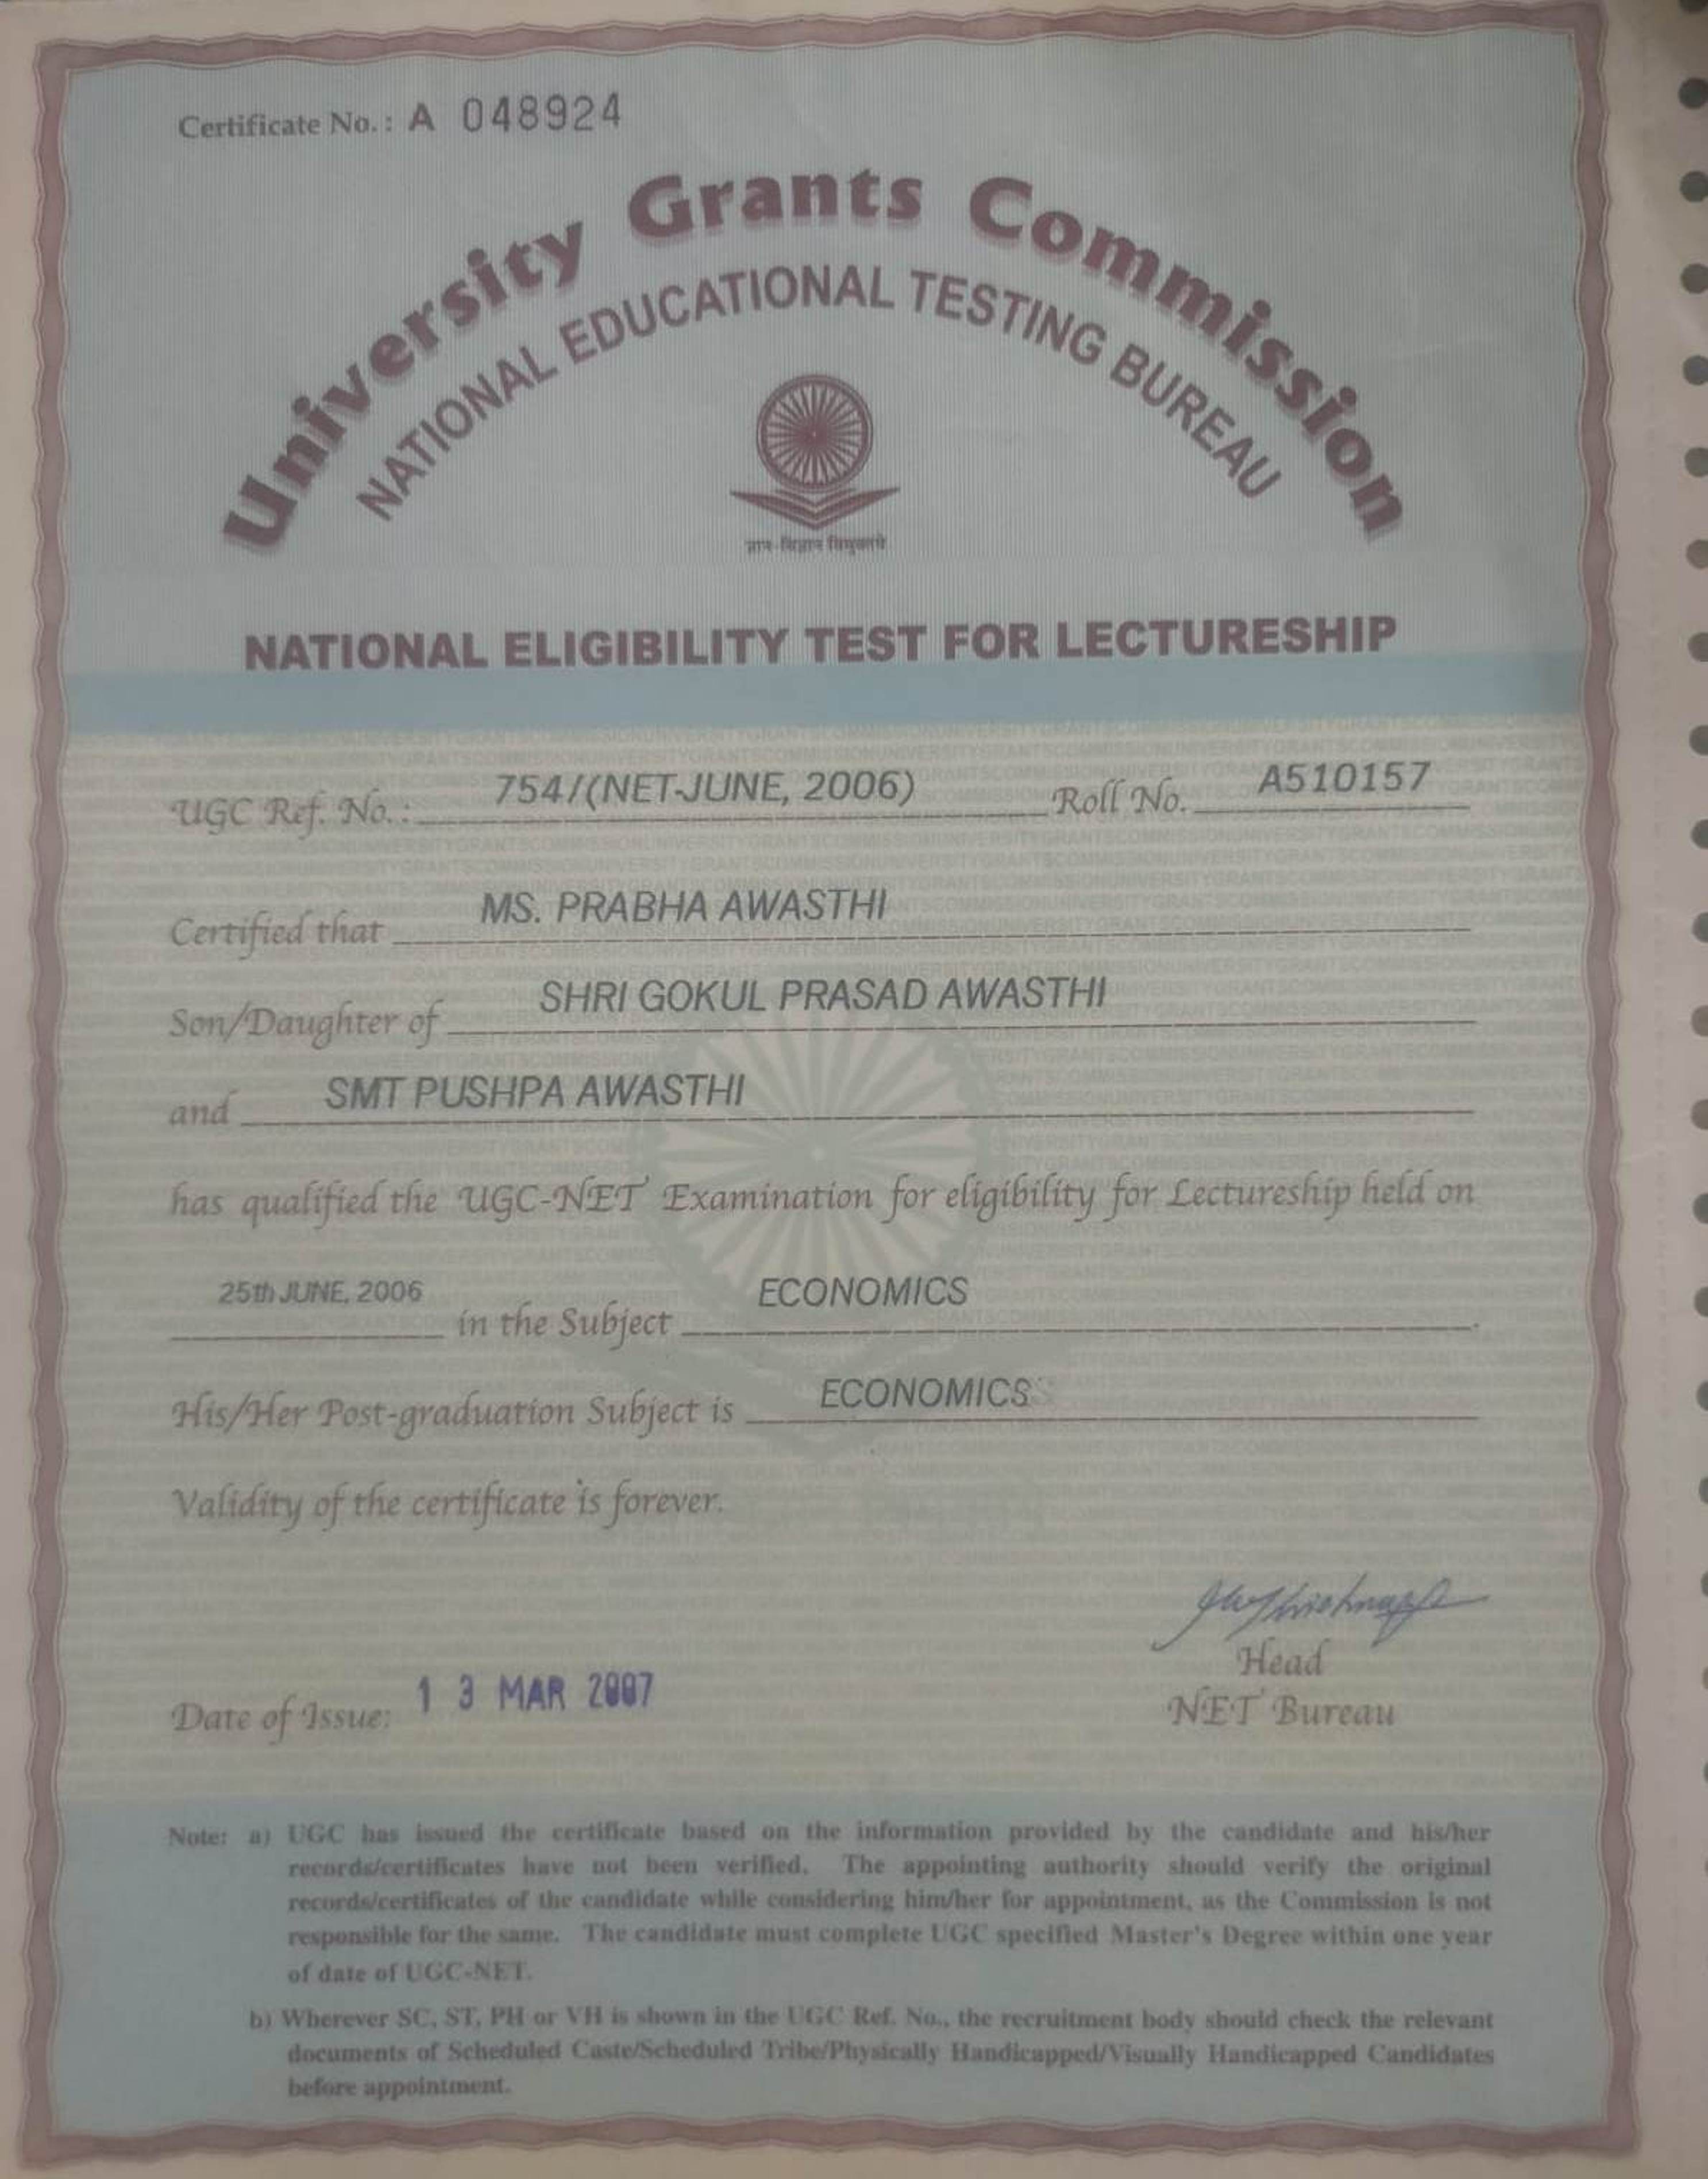 Certificate No. : A 048924
University Grants Commission
NATIONAL EDUCATIONAL TESTING BUREAU
ज्ञान-विज्ञान विमुक्तये
NATIONAL ELIGIBILITY TEST FOR LECTURESHIP
UGC Ref. No. : 754/(NET-JUNE, 2006) Roll No. A510157
Certified that MS. PRABHA AWASTHI
Son/Daughter of SHRI GOKUL PRASAD AWASTHI
and SMT PUSHPA AWASTHI
has qualified the UGC-NET Examination for eligibility for Lectureship held on
25th JUNE, 2006 in the Subject ECONOMICS.
His/Her Post-graduation Subject is ECONOMICS
Validity of the certificate is forever.
Head
Date of Issue: 13 MAR 2007 NET Bureau
Note: a) UGC has issued the certificate based on the information provided by the candidate and his/her
records/certificates have not been verified. The appointing authority should verify the original
records/certificates of the candidate while considering him/her for appointment, as the Commission is not
responsible for the same. The candidate must complete UGC specified Master's Degree within one year
of date of UGC-NET.
b) Wherever SC, ST, PH or VH is shown in the UGC Ref. No., the recruitment body should check the relevant
documents of Scheduled Caste/Scheduled Tribe/Physically Handicapped/Visually Handicapped Candidates
before appointment.